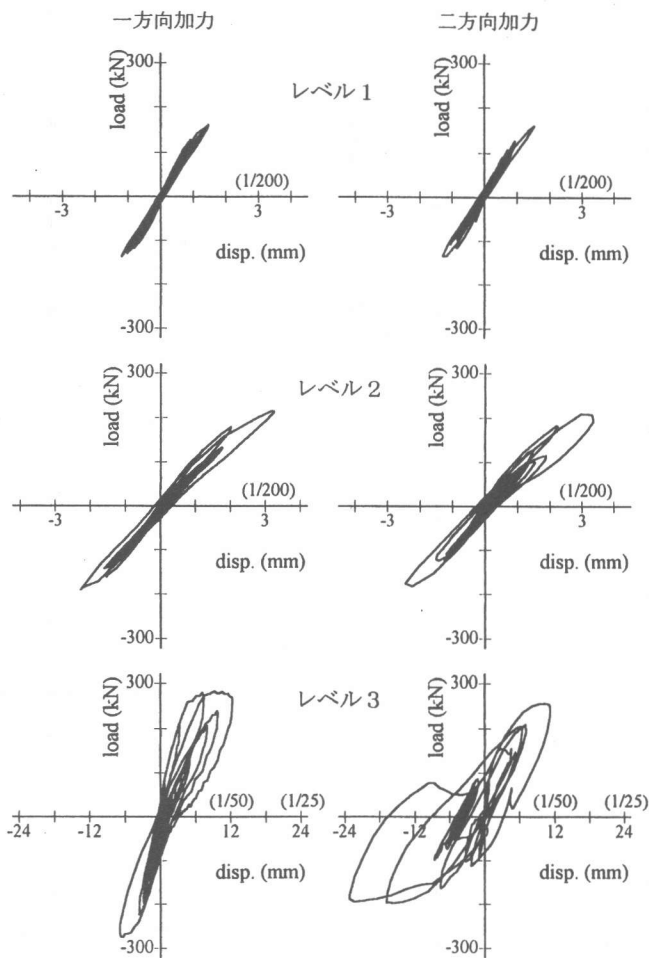 一方向加力
二方向加力
レベル 1
300
load (kN)
(1/200)
-3
3
disp. (mm)
-300
300
load (kN)
(1/200)
-3
3
disp. (mm)
-300
レベル 2
300
load (kN)
(1/200)
-3
3
disp. (mm)
-300
300
load (kN)
(1/200)
-3
3
disp. (mm)
-300
レベル 3
300
load (kN)
(1/50) (1/25)
-24 -12 12 24
disp. (mm)
-300
300
load (kN)
(1/50) (1/25)
-24 -12 0 12 24
disp. (mm)
-300